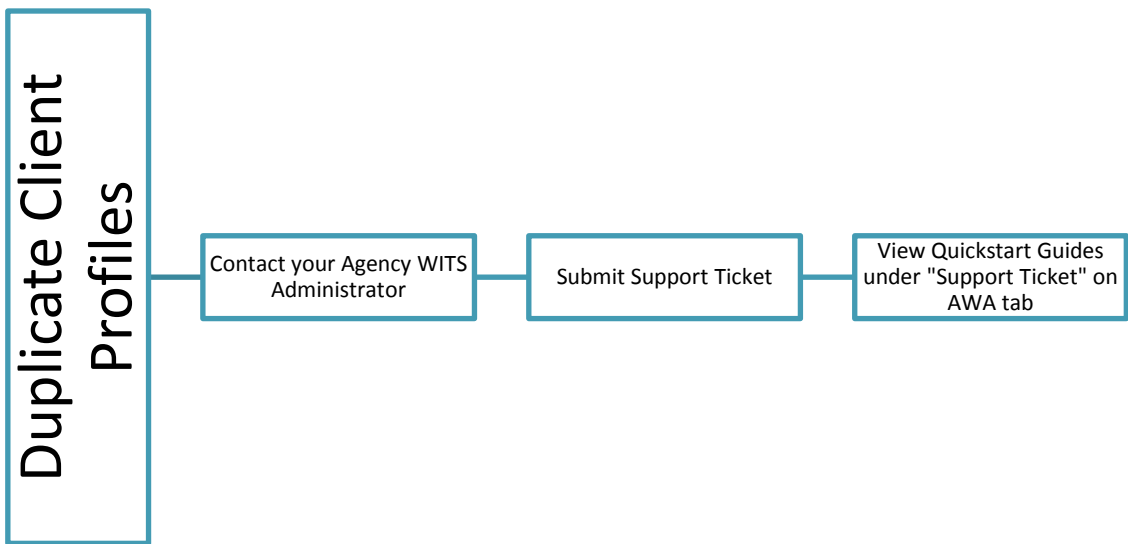 Duplicate Client
Profiles
Contact your Agency WITS
Administrator
Submit Support Ticket
View Quickstart Guides
under "Support Ticket" on
AWA tab